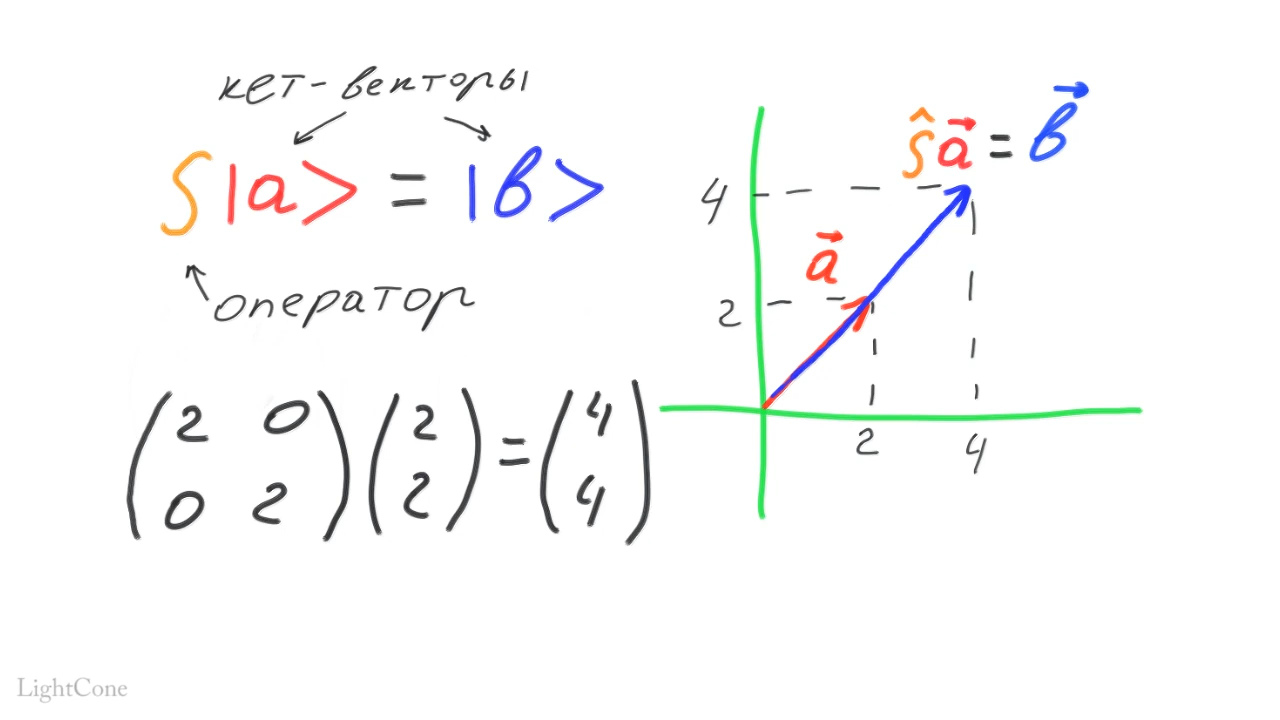 кет-векторы
S|a> = |в>
оператор
(2 0
0 2) (2
2) = (4
4)
Ŝa⃗ = в⃗
4
a⃗
2
2 4
LightCone